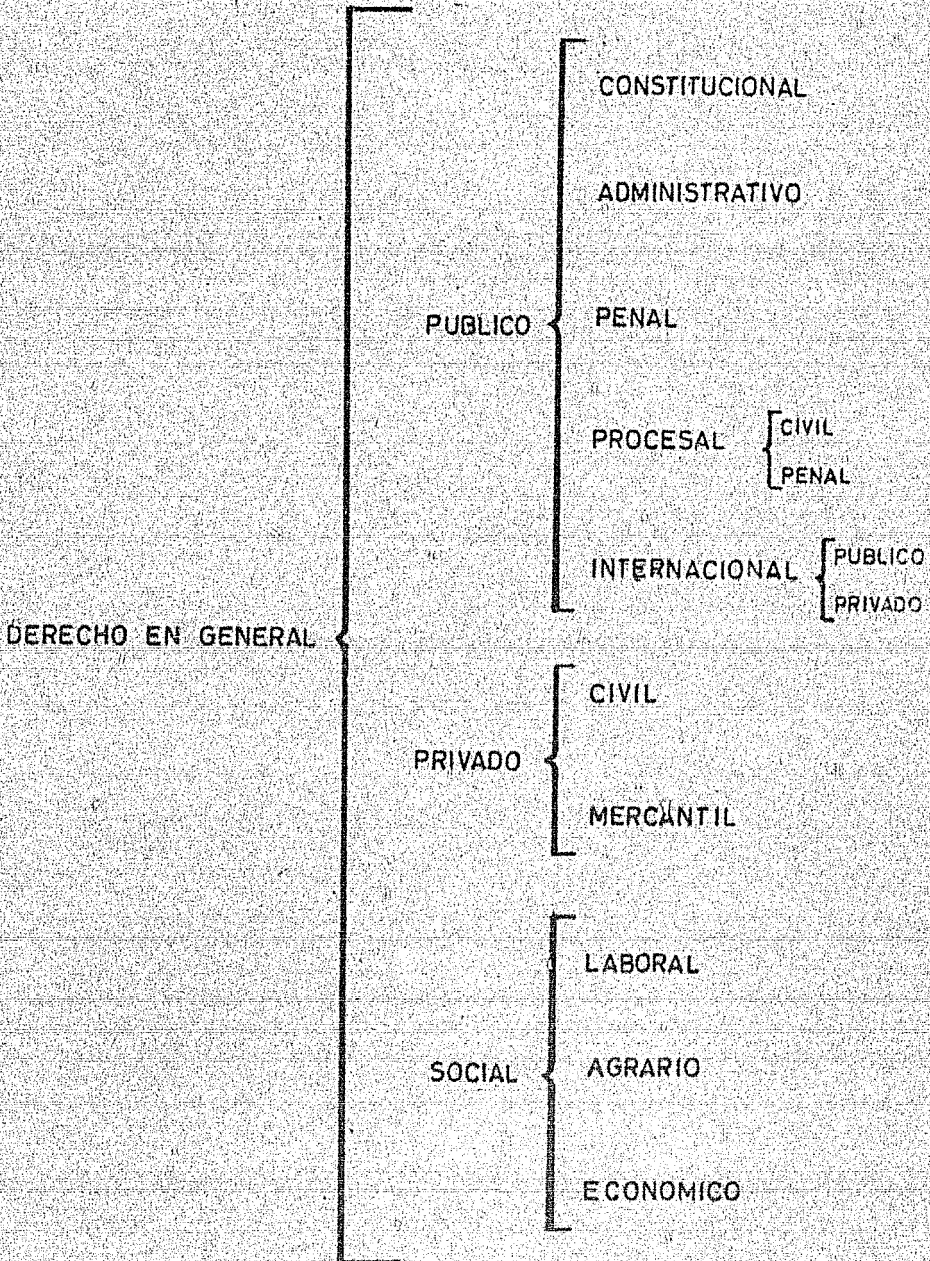 CONSTITUCIONAL
ADMINISTRATIVO
PUBLICO
PENAL
PROCESAL
CIVIL
PENAL
INTERNACIONAL
PUBLICO
PRIVADO
DERECHO EN GENERAL
CIVIL
PRIVADO
MERCANTIL
LABORAL
SOCIAL
AGRARIO
ECONOMICO